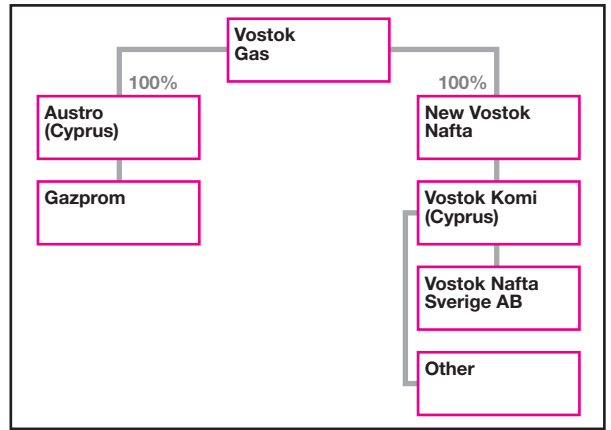 Vostok
Gas
100%
100%
Austro
(Cyprus)
New Vostok
Nafta
Gazprom
Vostok Komi
(Cyprus)
Vostok Nafta
Sverige AB
Other